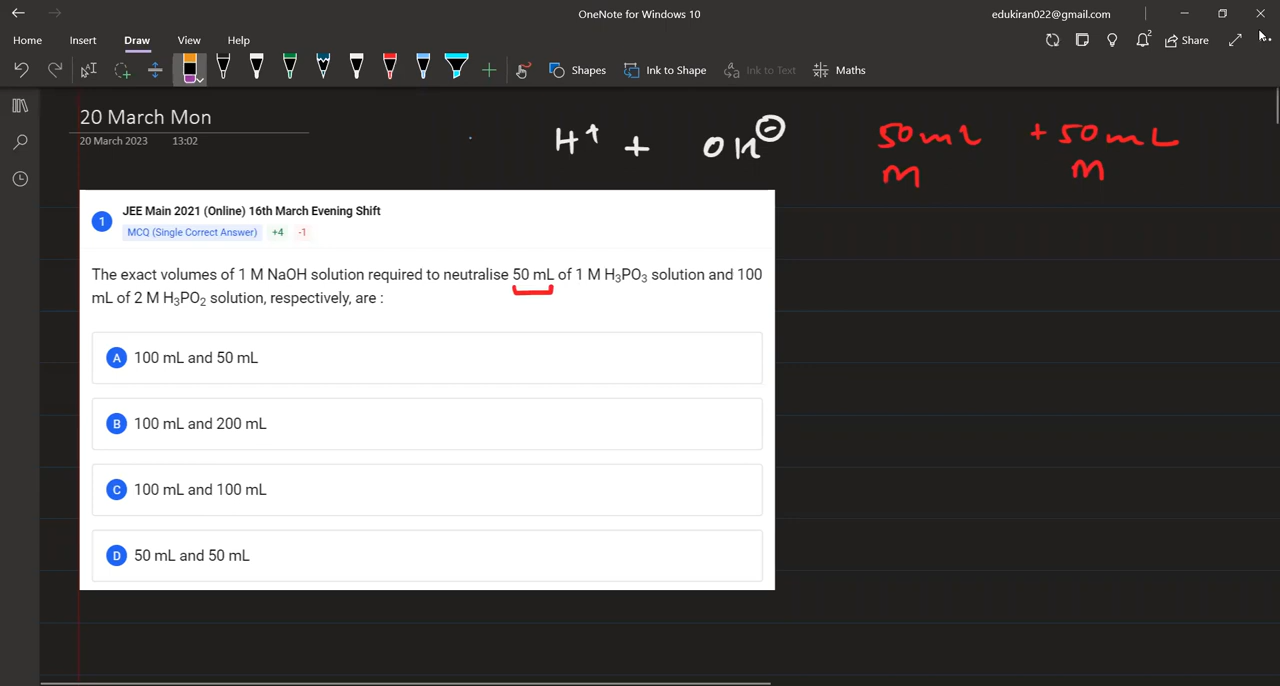 OneNote for Windows 10
edukiran022@gmail.com
Home Insert Draw View Help
Share
Shapes Ink to Shape Ink to Text Maths
20 March Mon
20 March 2023 13:02
H⁺ + OH⊖ 50mL + 50mL
M M
1 JEE Main 2021 (Online) 16th March Evening Shift
MCQ (Single Correct Answer) +4 -1
The exact volumes of 1 M NaOH solution required to neutralise 50 mL of 1 M H₃PO₃ solution and 100
mL of 2 M H₃PO₂ solution, respectively, are :
A 100 mL and 50 mL
B 100 mL and 200 mL
C 100 mL and 100 mL
D 50 mL and 50 mL